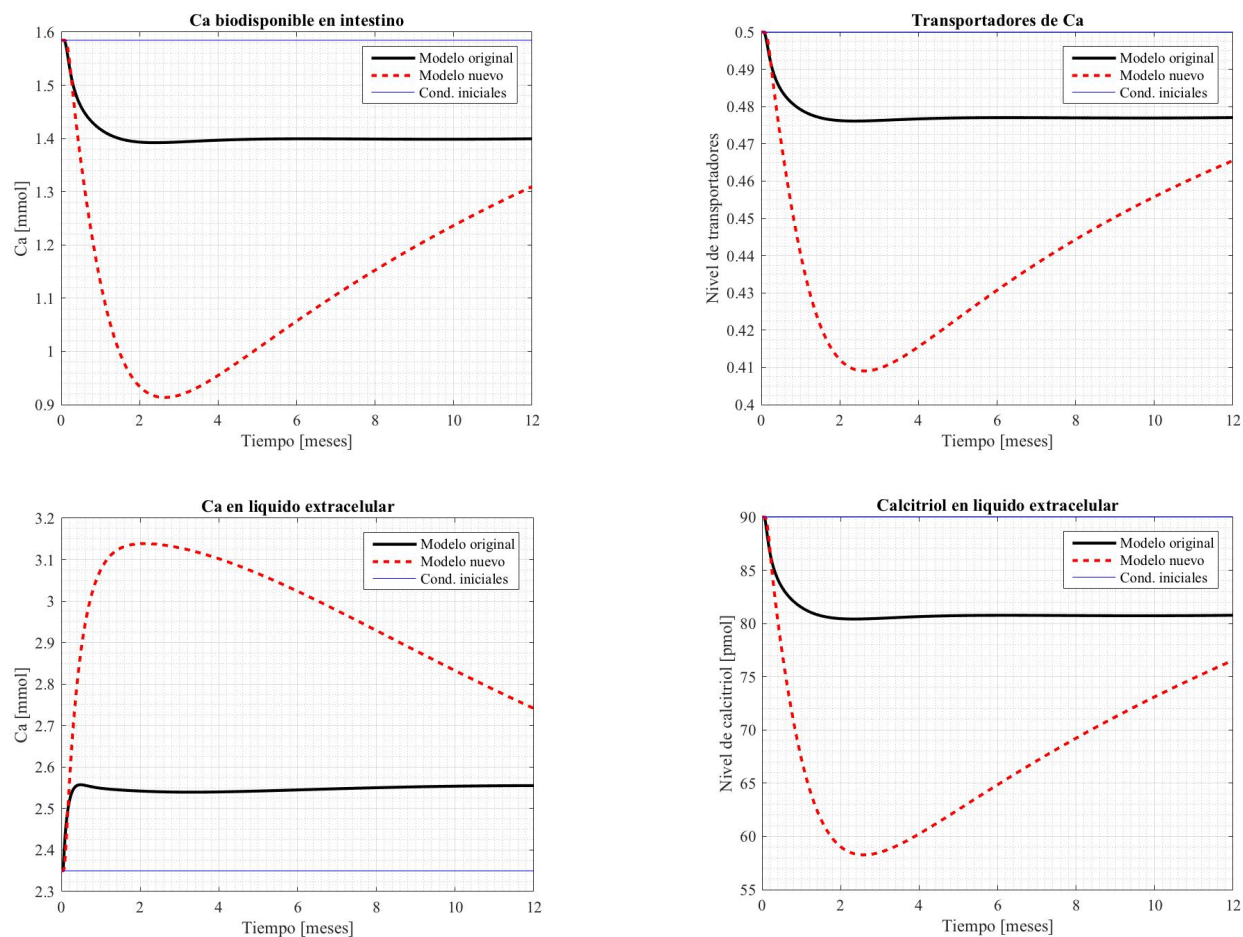 Ca biodisponible en intestino
1.6
1.5
1.4
1.3
1.2
1.1
1
0.9
Ca [mmol]
0 2 4 6 8 10 12
Tiempo [meses]
Modelo original
Modelo nuevo
Cond. iniciales
Transportadores de Ca
0.5
0.49
0.48
0.47
0.46
0.45
0.44
0.43
0.42
0.41
0.4
Nivel de transportadores
0 2 4 6 8 10 12
Tiempo [meses]
Modelo original
Modelo nuevo
Cond. iniciales
Ca en liquido extracelular
3.2
3.1
3
2.9
2.8
2.7
2.6
2.5
2.4
2.3
Ca [mmol]
0 2 4 6 8 10 12
Tiempo [meses]
Modelo original
Modelo nuevo
Cond. iniciales
Calcitriol en liquido extracelular
90
85
80
75
70
65
60
55
Nivel de calcitriol [pmol]
0 2 4 6 8 10 12
Tiempo [meses]
Modelo original
Modelo nuevo
Cond. iniciales